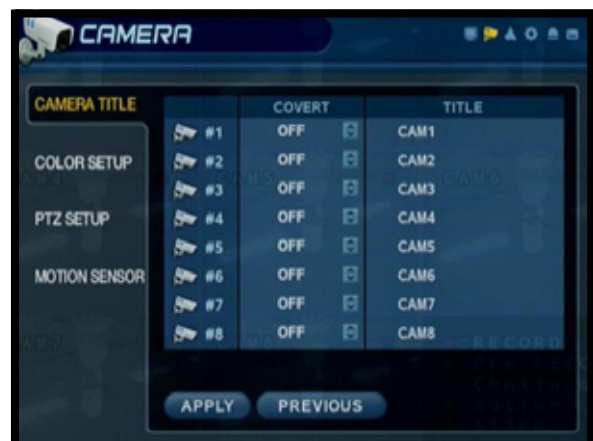 CAMERA
CAMERA TITLE
COLOR SETUP
PTZ SETUP
MOTION SENSOR
COVERT TITLE
#1 OFF CAM1
#2 OFF CAM2
#3 OFF CAM3
#4 OFF CAM4
#5 OFF CAM5
#6 OFF CAM6
#7 OFF CAM7
#8 OFF CAM8
RECORD
APPLY PREVIOUS